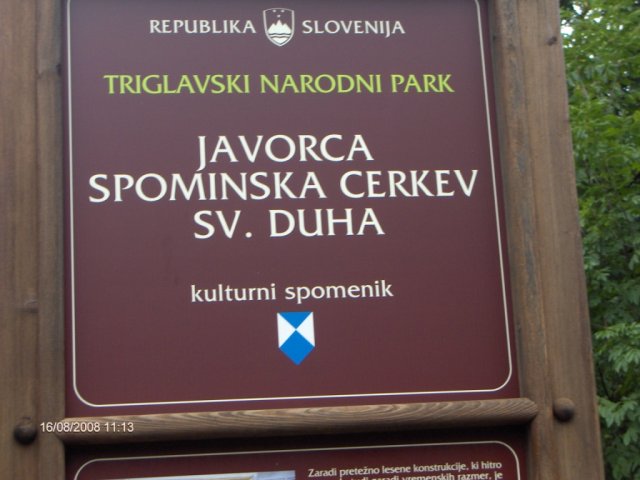 REPUBLIKA SLOVENIJA
TRIGLAVSKI NARODNI PARK
JAVORCA
SPOMINSKA CERKEV
SV. DUHA
kulturni spomenik
16/08/2008 11:13
Zaradi pretežno lesene konstrukcije, ki hitro
zaradi vremenskih razmer, je